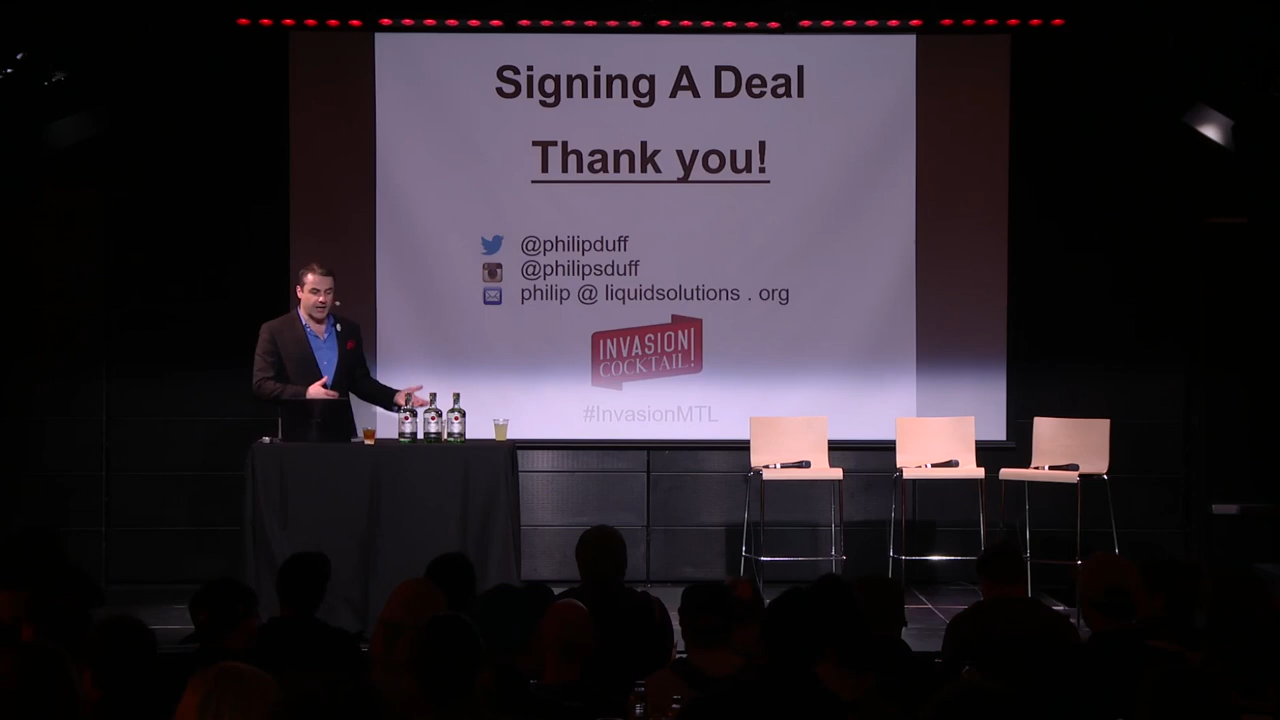 Signing A Deal
Thank you!
@philipduff
@philipsduff
philip @ liquidsolutions . org
INVASION
COCKTAIL!
#InvasionMTL